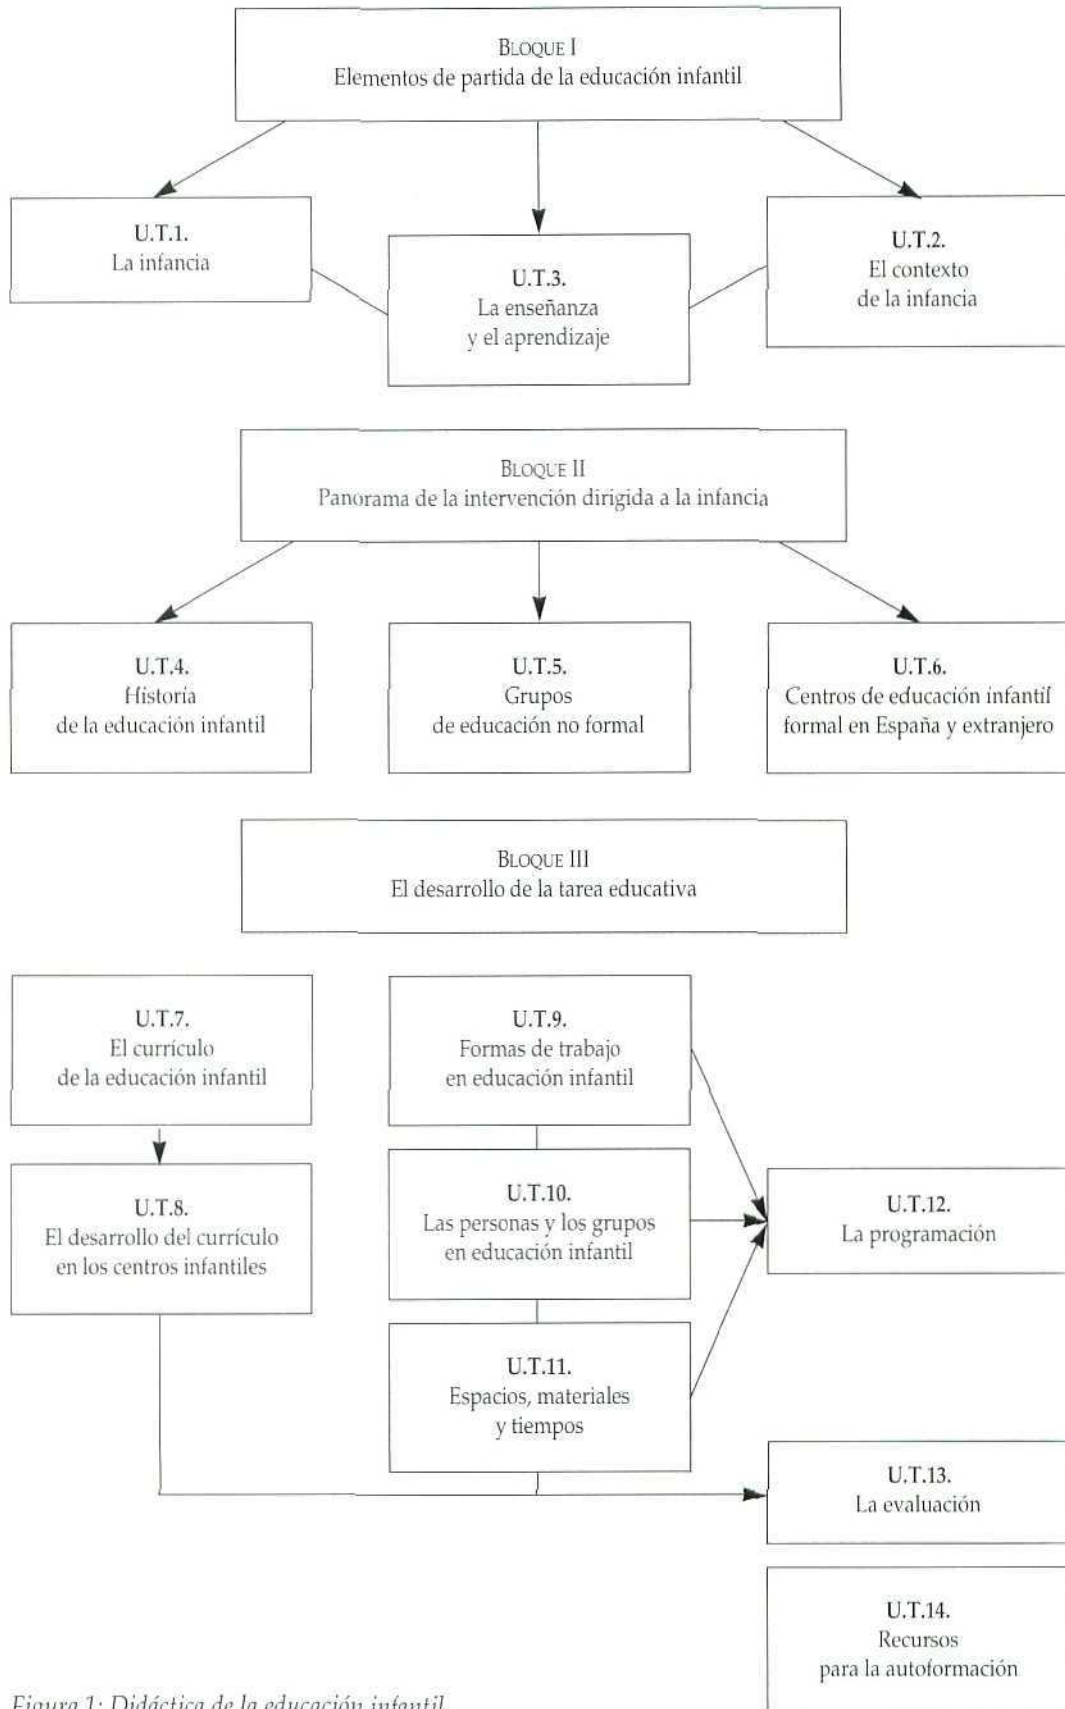 BLOQUE I
Elementos de partida de la educación infantil
U.T.1.
La infancia
U.T.3.
La enseñanza
y el aprendizaje
U.T.2.
El contexto
de la infancia
BLOQUE II
Panorama de la intervención dirigida a la infancia
U.T.4.
Historia
de la educación infantil
U.T.5.
Grupos
de educación no formal
U.T.6.
Centros de educación infantil
formal en España y extranjero
BLOQUE III
El desarrollo de la tarea educativa
U.T.7.
El currículo
de la educación infantil
U.T.8.
El desarrollo del currículo
en los centros infantiles
U.T.9.
Formas de trabajo
en educación infantil
U.T.10.
Las personas y los grupos
en educación infantil
U.T.11.
Espacios, materiales
y tiempos
U.T.12.
La programación
U.T.13.
La evaluación
U.T.14.
Recursos
para la autoformación
Figura 1: Didáctica de la educación infantil